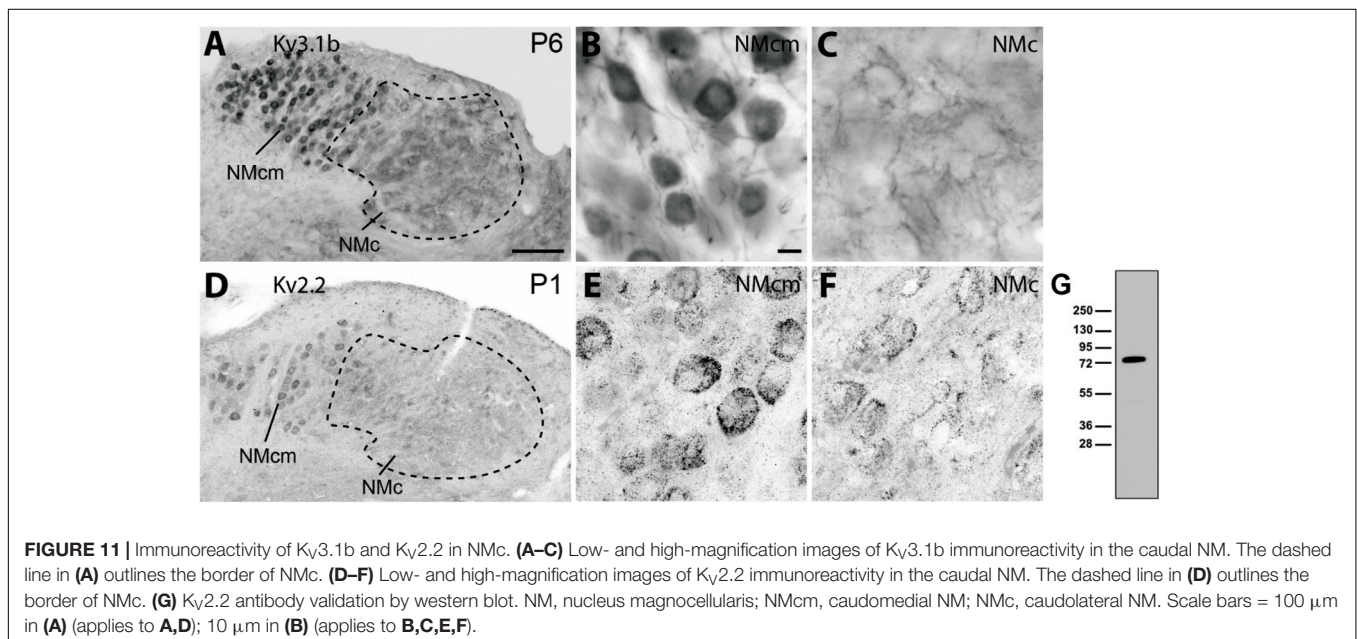 A Kv3.1b P6
B NMcm
C NMc
NMcm
NMc
D Kv2.2 P1
E NMcm
F NMc
G
250
130
95
72
55
36
28
NMcm
NMc
FIGURE 11 | Immunoreactivity of KV3.1b and KV2.2 in NMc. (A–C) Low- and high-magnification images of KV3.1b immunoreactivity in the caudal NM. The dashed
line in (A) outlines the border of NMc. (D–F) Low- and high-magnification images of KV2.2 immunoreactivity in the caudal NM. The dashed line in (D) outlines the
border of NMc. (G) KV2.2 antibody validation by western blot. NM, nucleus magnocellularis; NMcm, caudomedial NM; NMc, caudolateral NM. Scale bars = 100 μm
in (A) (applies to A,D); 10 μm in (B) (applies to B,C,E,F).